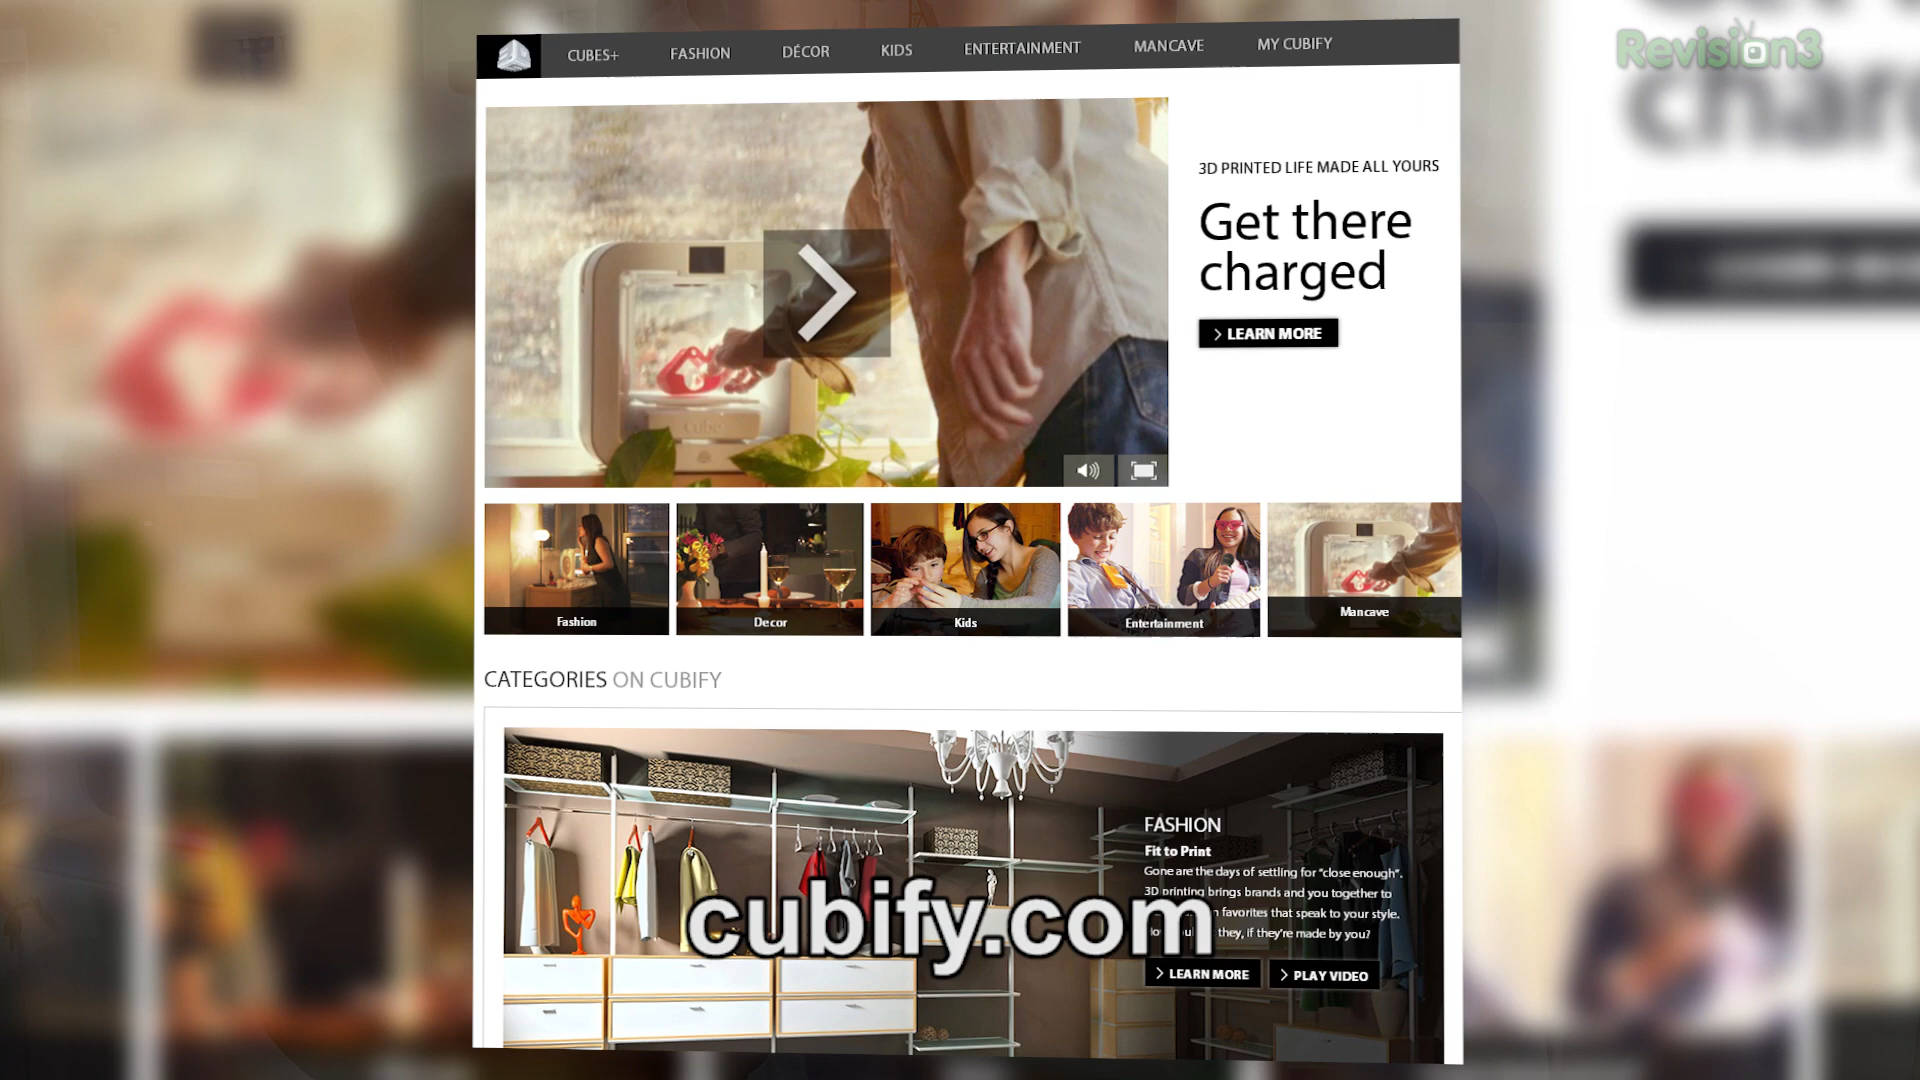 CUBES+ FASHION DÉCOR KIDS ENTERTAINMENT MANCAVE MY CUBIFY
Revision3
3D PRINTED LIFE MADE ALL YOURS
Get there
charged
> LEARN MORE
cube
Fashion Decor Kids Entertainment Mancave
CATEGORIES ON CUBIFY
FASHION
Fit to Print
Gone are the days of settling for "close enough".
3D printing brings brands and you together to
favorites that speak to your style.
they, if they're made by you?
cubify.com
> LEARN MORE > PLAY VIDEO